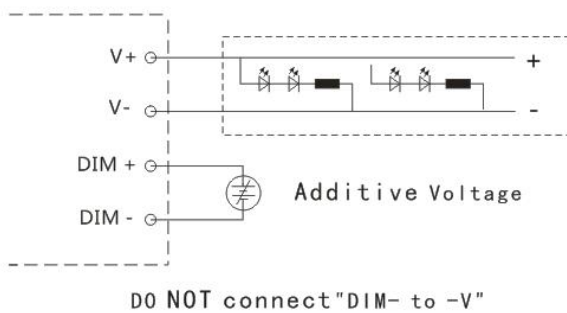 V+
+
V-
-
DIM +
Additive Voltage
DIM -
DO NOT connect"DIM- to -V"